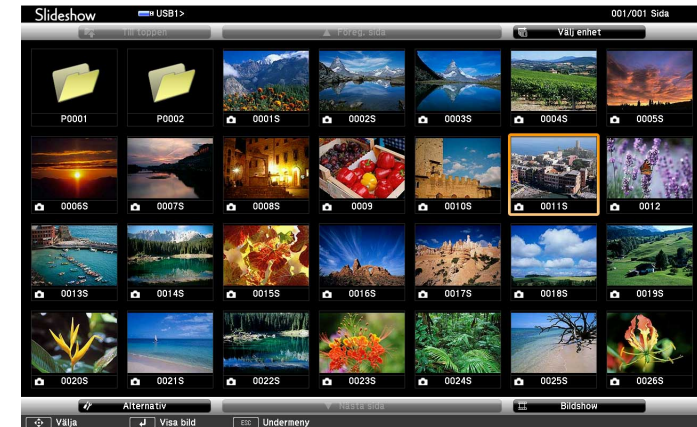 Slideshow USB1> 001/001 Sida
Till toppen Föreg. sida Välj enhet
P0001 P0002 0001S 0002S 0003S 0004S 0005S
0006S 0007S 0008S 0009 0010S 0011S 0012
0013S 0014S 0015S 0016S 0017S 0018S 0019S
0020S 0021S 0022S 0023S 0024S 0025S 0026S
Alternativ Nästa sida Bildshow
Välja Visa bild ESC Undermeny